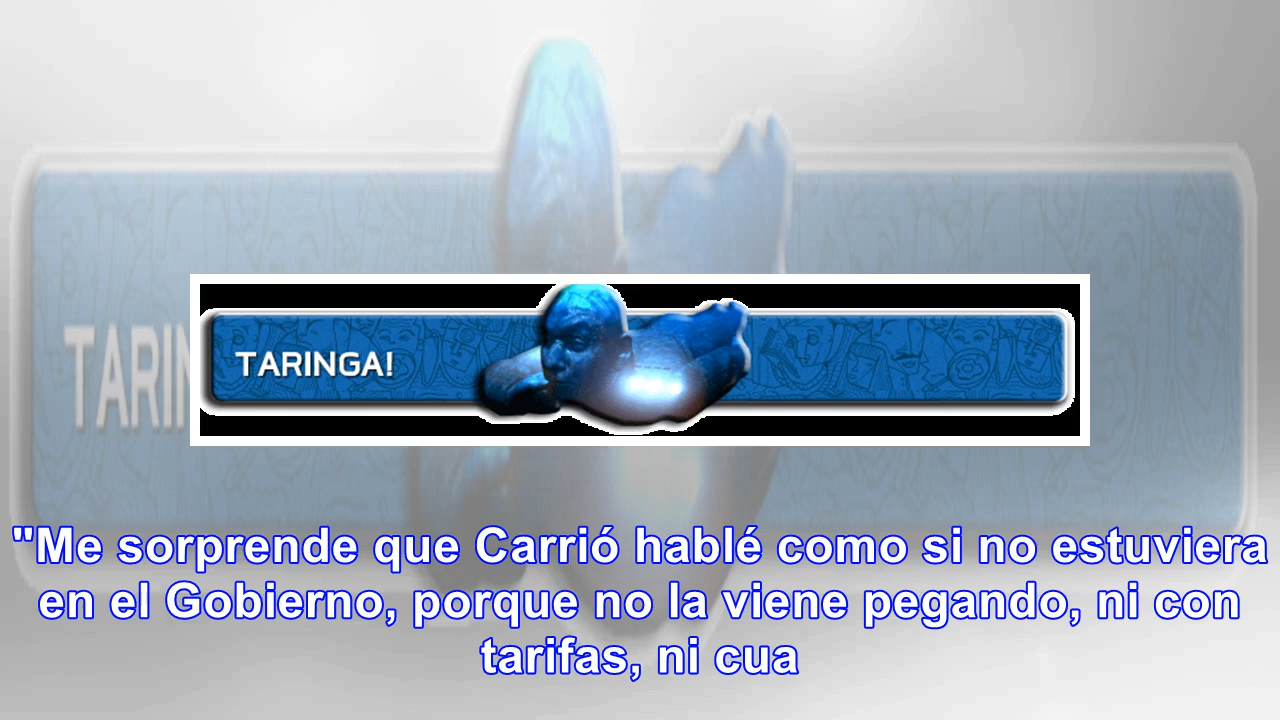 TARIN
TARINGA!
"Me sorprende que Carrió hablé como si no estuviera
en el Gobierno, porque no la viene pegando, ni con
tarifas, ni cua